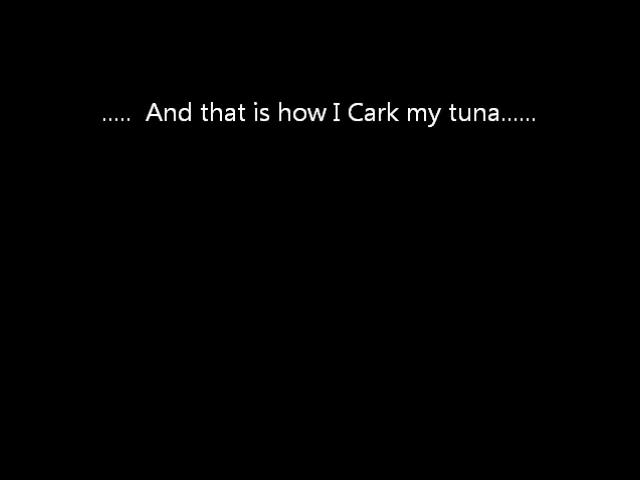 .....  And that is how I Cark my tuna......